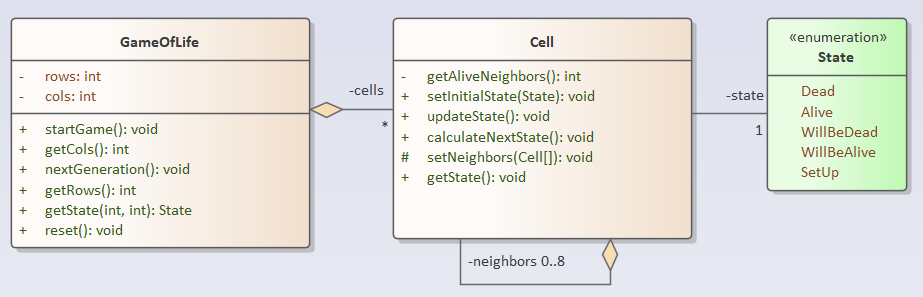 GameOfLife
- rows: int
- cols: int
+ startGame(): void
+ getCols(): int
+ nextGeneration(): void
+ getRows(): int
+ getState(int, int): State
+ reset(): void
-cells
*
Cell
- getAliveNeighbors(): int
+ setInitialState(State): void
+ updateState(): void
+ calculateNextState(): void
# setNeighbors(Cell[]): void
+ getState(): void
-neighbors 0..8
-state
1
«enumeration»
State
Dead
Alive
WillBeDead
WillBeAlive
SetUp